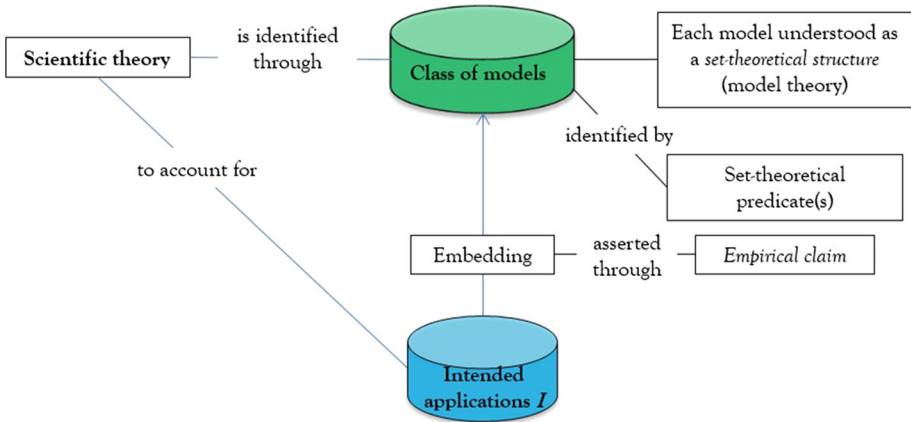 Scientific theory
is identified
through
Class of models
Each model understood as
a set-theoretical structure
(model theory)
identified by
Set-theoretical
predicate(s)
to account for
Embedding
asserted
through
Empirical claim
Intended
applications I